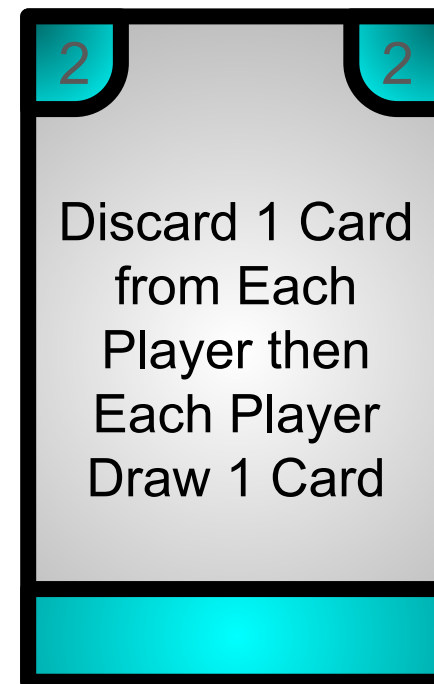 2 2
Discard 1 Card
from Each
Player then
Each Player
Draw 1 Card